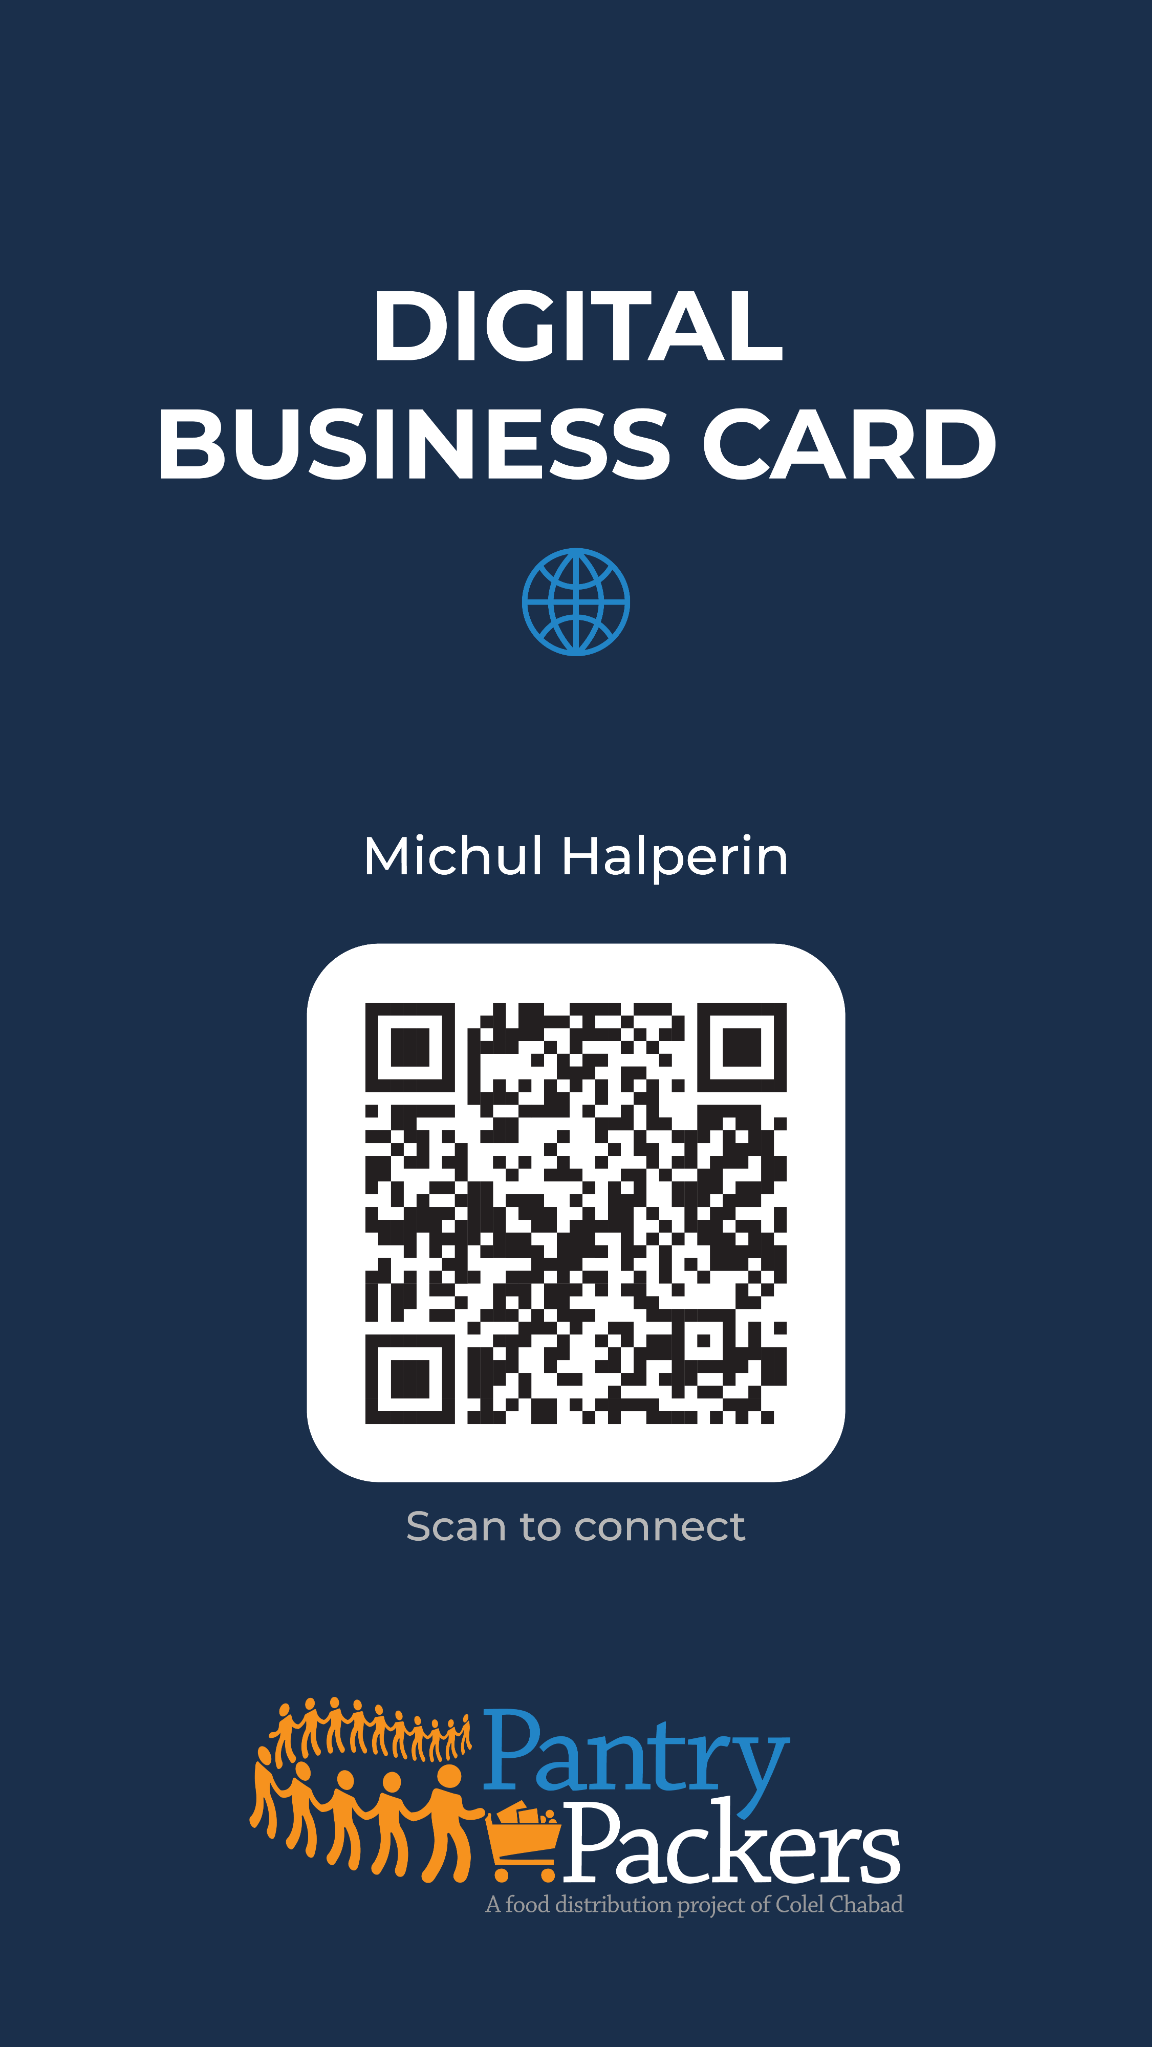 DIGITAL
BUSINESS CARD
Michul Halperin
Scan to connect
Pantry
Packers
A food distribution project of Colel Chabad